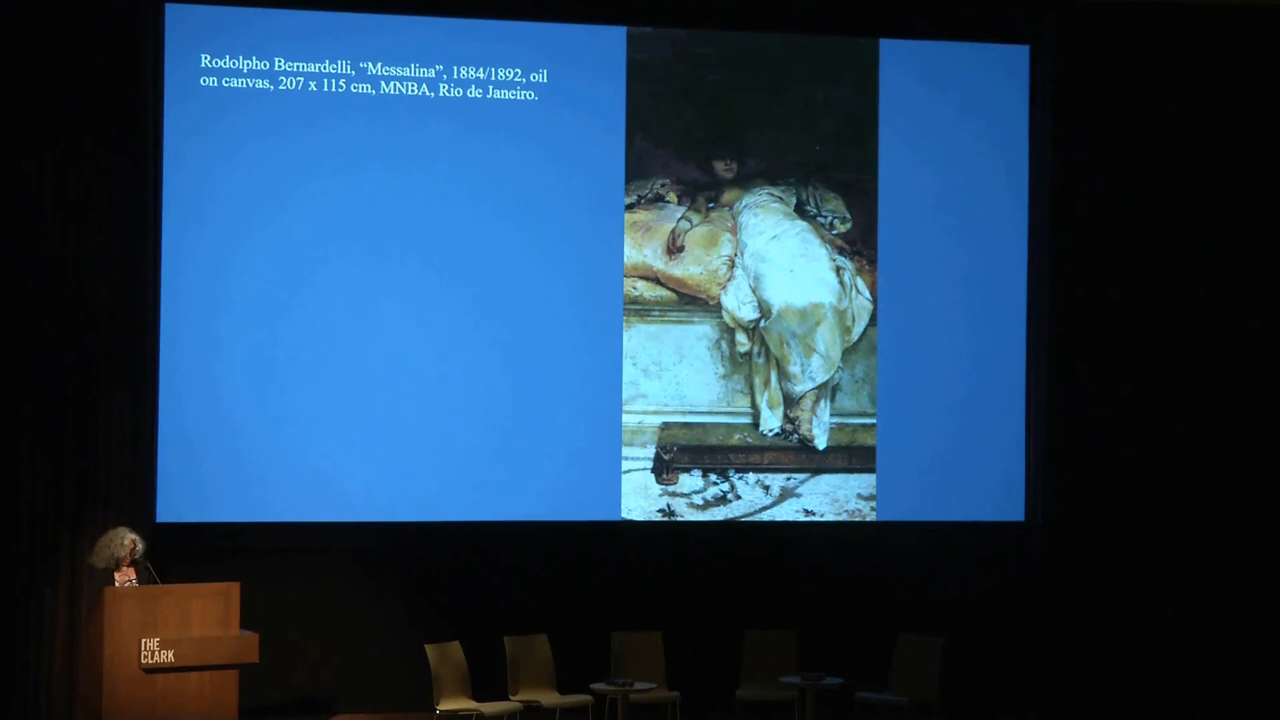 Rodolpho Bernardelli, “Messalina”, 1884/1892, oil
on canvas, 207 x 115 cm, MNBA, Rio de Janeiro.
THE
CLARK